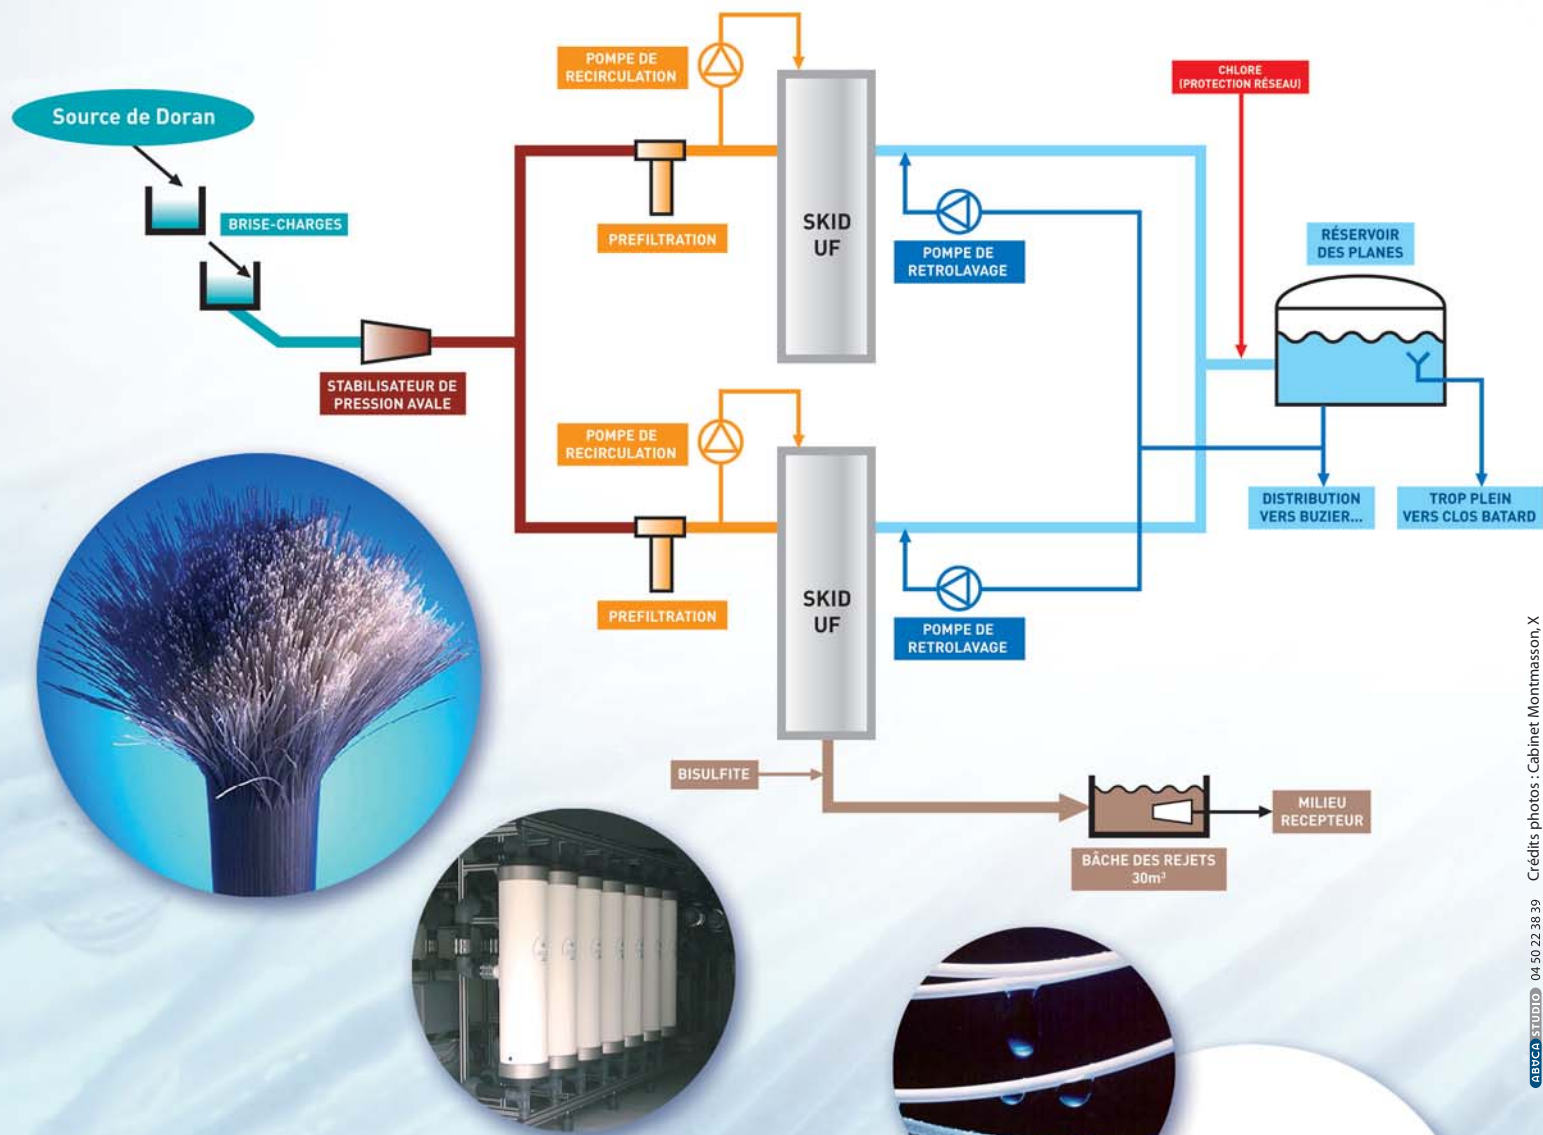 POMPE DE
RECIRCULATION
CHLORE
(PROTECTION RÉSEAU)
Source de Doran
BRISE-CHARGES
PREFILTRATION
SKID
UF
POMPE DE
RETROLAVAGE
RÉSERVOIR
DES PLANES
STABILISATEUR DE
PRESSION AVALE
POMPE DE
RECIRCULATION
DISTRIBUTION
VERS BUZIER...
TROP PLEIN
VERS CLOS BATARD
PREFILTRATION
SKID
UF
POMPE DE
RETROLAVAGE
BISULFITE
MILIEU
RECEPTEUR
BÂCHE DES REJETS
30m³
ABACA STUDIO 04 50 22 38 39 Crédits photos : Cabinet Montmasson, X